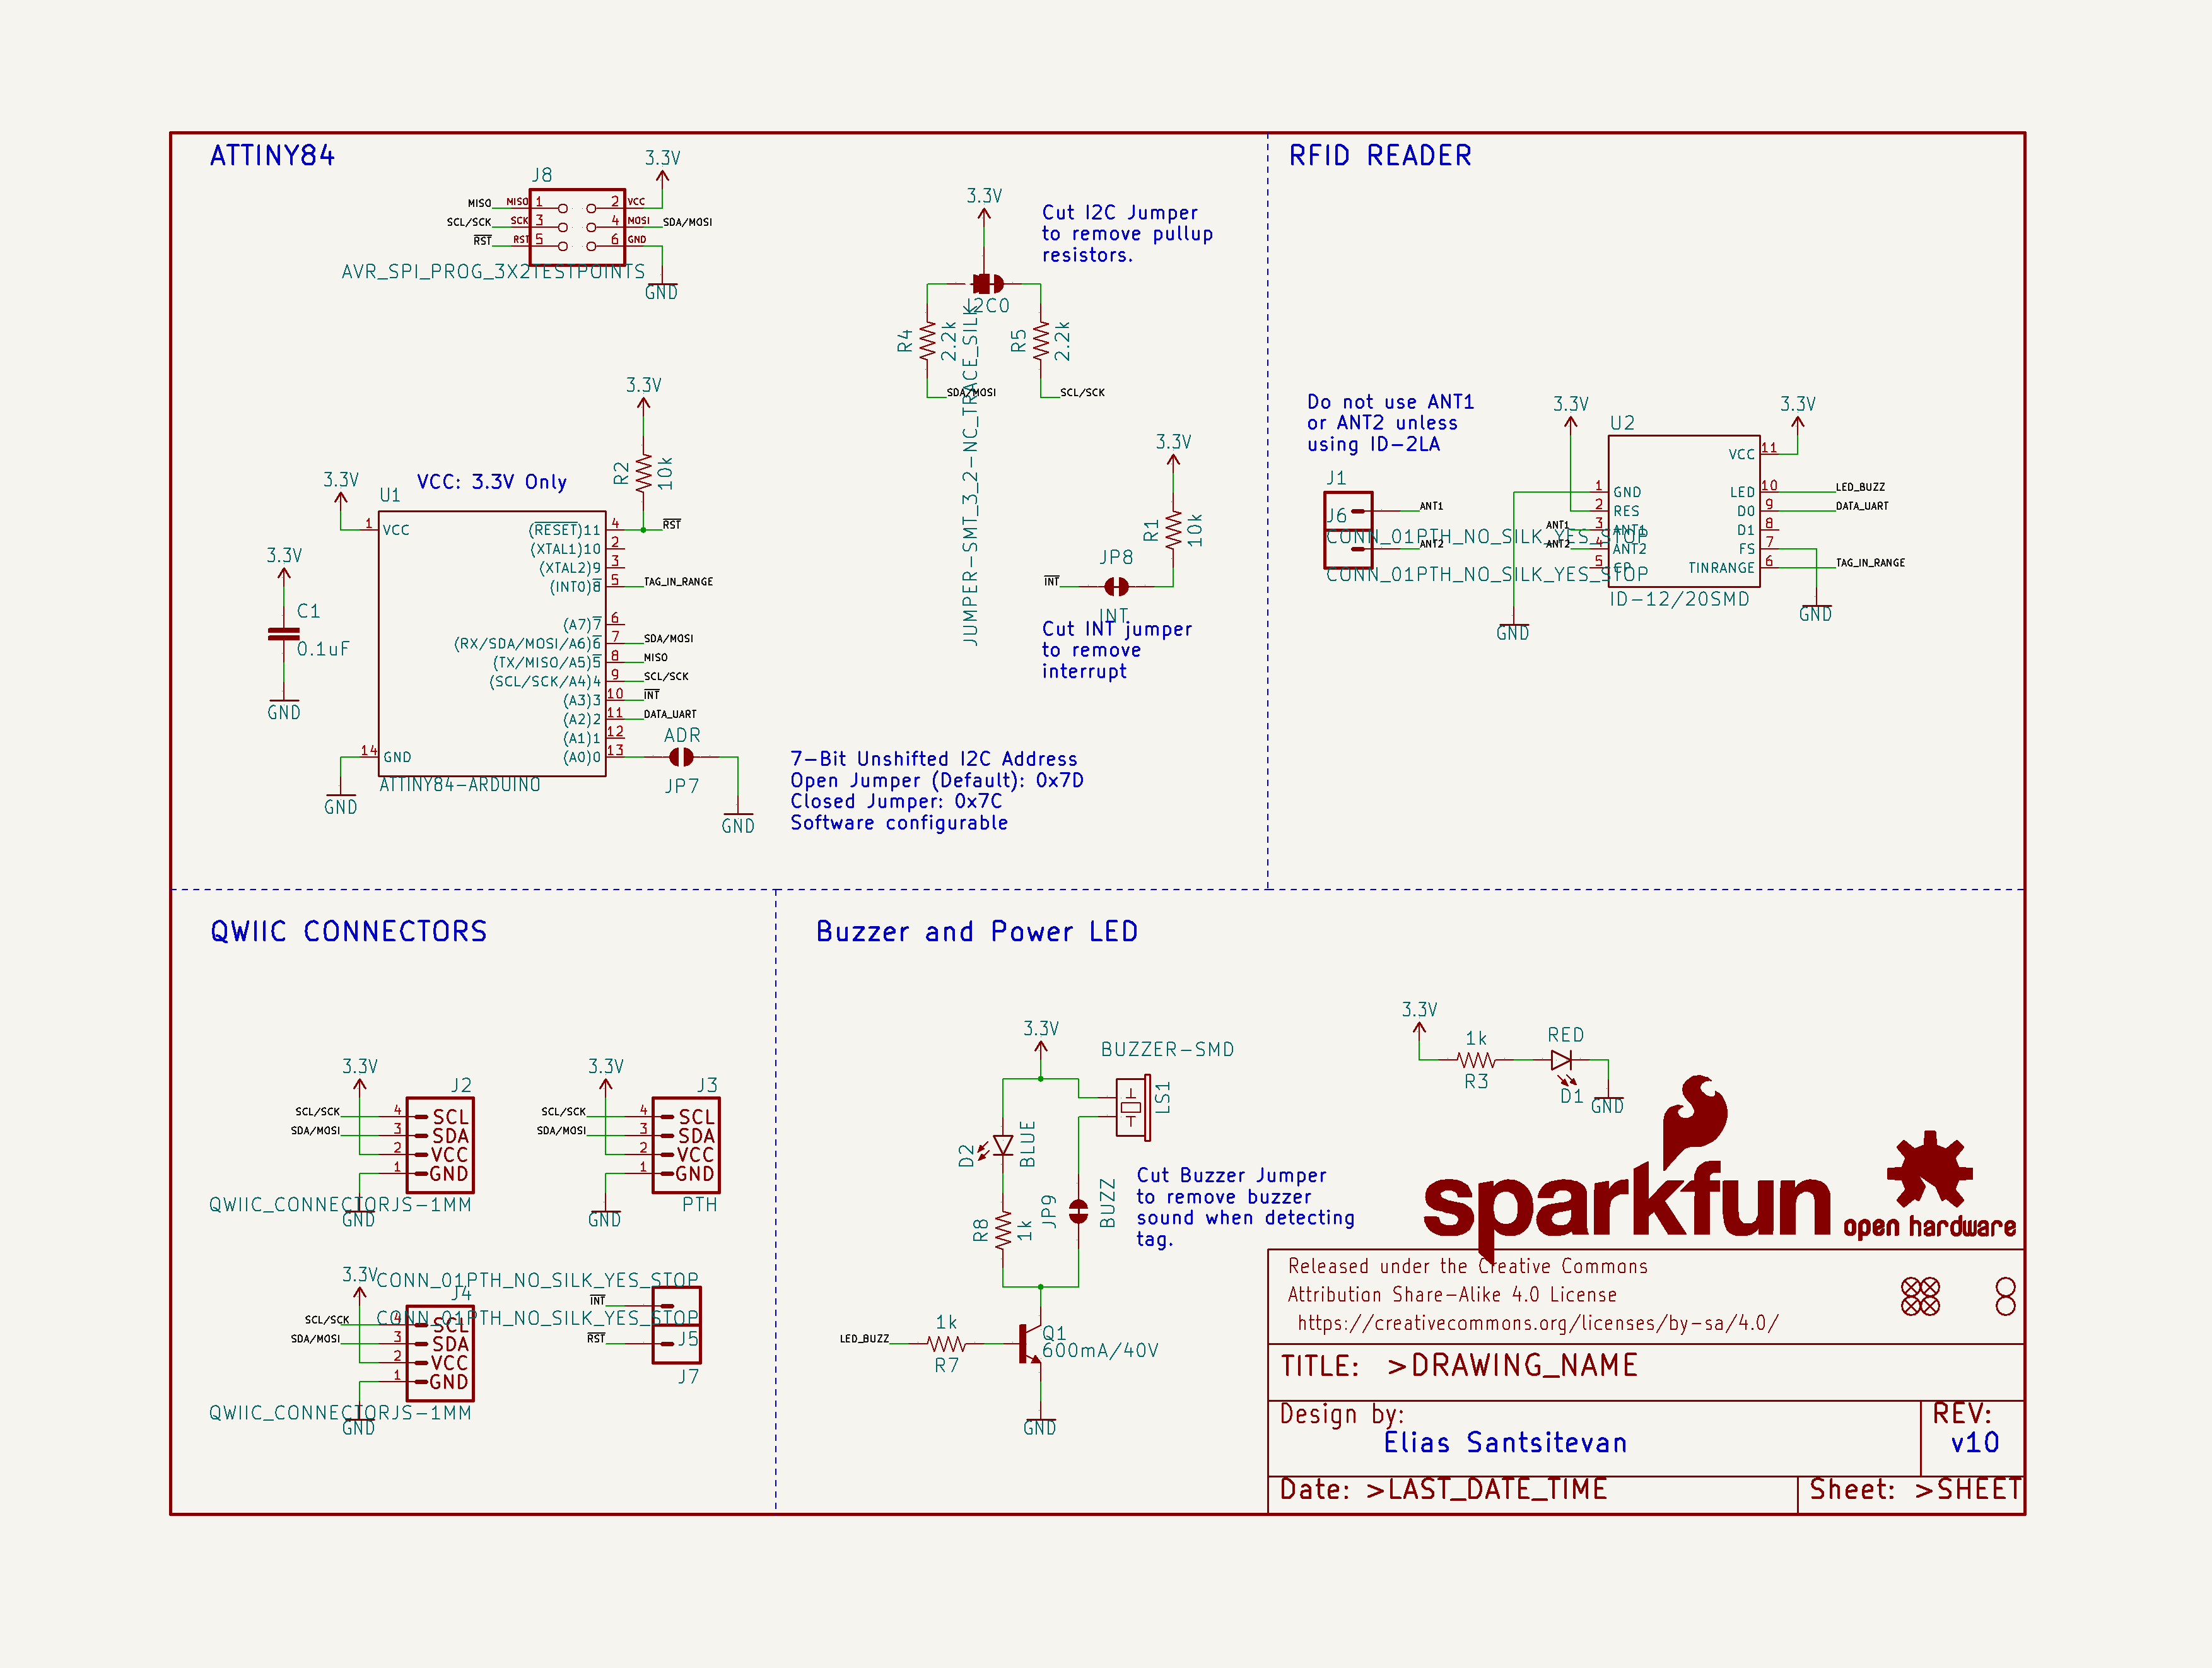 ATTINY84
J8
3.3V
MISO MISO 1 2 VCC
SCL/SCK SCK 3 4 MOSI SDA/MOSI
RST RST 5 6 GND
AVR_SPI_PROG_3X2TESTPOINTS
GND
3.3V
Cut I2C Jumper
to remove pullup
resistors.
I2C0
JUMPER-SMT_3_2-NC_TRACE_SILK
R4
2.2k
R5
2.2k
SDA/MOSI
SCL/SCK
3.3V
R2
10k
VCC: 3.3V Only
3.3V
U1
1 VCC
14 GND
(RESET)11 4 RST
(XTAL1)10 2
(XTAL2)9 3
(INT0)8 5 TAG_IN_RANGE
(A7)7 6
(RX/SDA/MOSI/A6)6 7 SDA/MOSI
(TX/MISO/A5)5 8 MISO
(SCL/SCK/A4)4 9 SCL/SCK
(A3)3 10 INT
(A2)2 11 DATA_UART
(A1)1 12
(A0)0 13
ATTINY84-ARDUINO
GND
3.3V
C1
0.1uF
GND
ADR
JP7
GND
3.3V
R1
10k
JP8
INT
INT
Cut INT jumper
to remove
interrupt
7-Bit Unshifted I2C Address
Open Jumper (Default): 0x7D
Closed Jumper: 0x7C
Software configurable
RFID READER
Do not use ANT1
or ANT2 unless
using ID-2LA
J1
ANT1
J6
CONN_01PTH_NO_SILK_YES_STOP
ANT2
CONN_01PTH_NO_SILK_YES_STOP
3.3V
U2
3.3V
VCC 11
1 GND
LED 10 LED_BUZZ
2 RES
D0 9 DATA_UART
ANT1 3 ANT1
D1 8
ANT2 4 ANT2
FS 7
5 CP
TINRANGE 6 TAG_IN_RANGE
ID-12/20SMD
GND
GND
QWIIC CONNECTORS
3.3V
J2
SCL/SCK 4 SCL
SDA/MOSI 3 SDA
2 VCC
1 GND
QWIIC_CONNECTORJS-1MM
GND
3.3V
J3
SCL/SCK 4 SCL
SDA/MOSI 3 SDA
2 VCC
1 GND
PTH
GND
3.3V
J4
SCL/SCK 4 SCL
SDA/MOSI 3 SDA
2 VCC
1 GND
QWIIC_CONNECTORJS-1MM
GND
CONN_01PTH_NO_SILK_YES_STOP
INT
CONN_01PTH_NO_SILK_YES_STOP
RST
J5
J7
Buzzer and Power LED
3.3V
BUZZER-SMD
LS1
D2
BLUE
R8
1k
JP9
BUZZ
Cut Buzzer Jumper
to remove buzzer
sound when detecting
tag.
LED_BUZZ
1k
R7
Q1
600mA/40V
GND
3.3V
1k
R3
RED
D1
GND
sparkfun
open hardware
Released under the Creative Commons
Attribution Share-Alike 4.0 License
https://creativecommons.org/licenses/by-sa/4.0/
TITLE: >DRAWING_NAME
Design by:
Elias Santsitevan
REV:
v10
Date: >LAST_DATE_TIME
Sheet: >SHEET